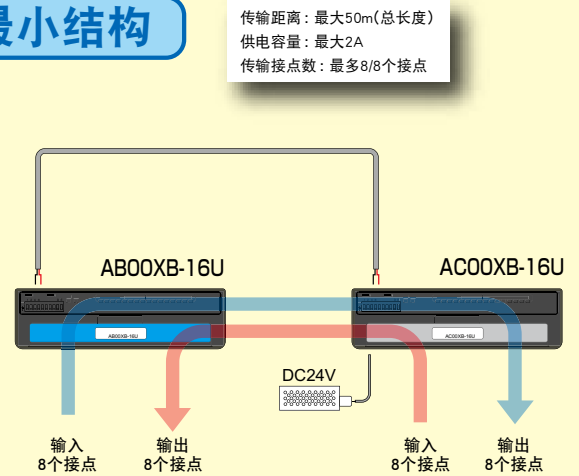 最小结构
传输距离：最大50m(总长度)
供电容量：最大2A
传输接点数：最多8/8个接点
AB00XB-16U
AC00XB-16U
AB00XB-16U
AC00XB-16U
DC24V
输入
8个接点
输出
8个接点
输入
8个接点
输出
8个接点